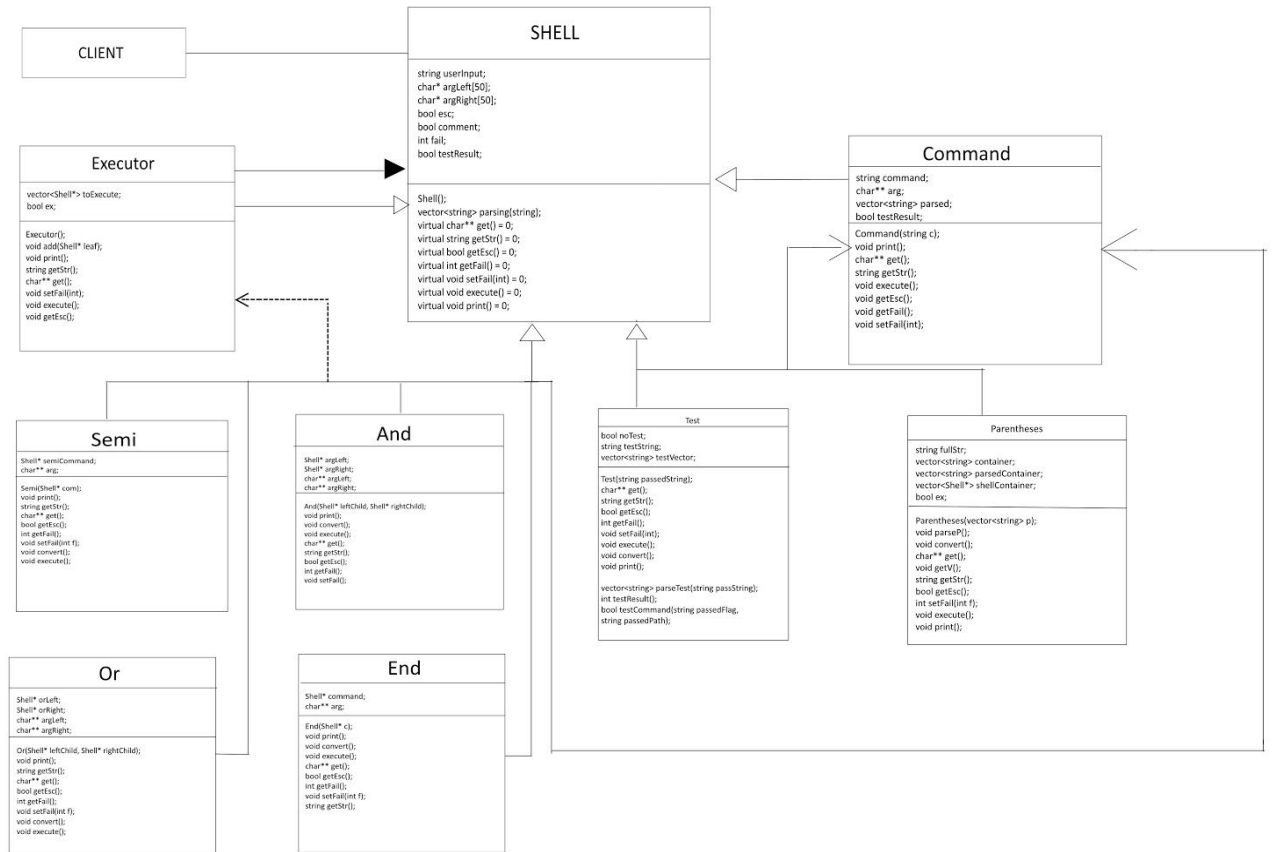 CLIENT
SHELL
string userInput;
char* argLeft[50];
char* argRight[50];
bool esc;
bool comment;
int fail;
bool testResult;
Shell();
vector<string> parsing(string);
virtual char** get() = 0;
virtual string getStr() = 0;
virtual bool getEsc() = 0;
virtual int getFail() = 0;
virtual void setFail(int) = 0;
virtual void execute() = 0;
virtual void print() = 0;
Executor
vector<Shell*> toExecute;
bool ex;
Executor();
void add(Shell* leaf);
void print();
string getStr();
char** get();
void setFail(int);
void execute();
void getEsc();
Command
string command;
char** arg;
vector<string> parsed;
bool testResult;
Command(string c);
void print();
char** get();
string getStr();
void execute();
void getEsc();
void getFail();
void setFail(int);
Semi
Shell* semiCommand;
char** arg;
Semi(Shell* com);
void print();
string getStr();
char** get();
bool getEsc();
int getFail();
void setFail(int f);
void convert();
void execute();
And
Shell* argLeft;
Shell* argRight;
char** argLeft;
char** argRight;
And(Shell* leftChild, Shell* rightChild);
void print();
void convert();
void execute();
char** get();
string getStr();
bool getEsc();
int getFail();
void setFail();
Test
bool noTest;
string testString;
vector<string> testVector;
Test(string passedString);
char** get();
string getStr();
bool getEsc();
int getFail();
void setFail(int);
void execute();
void convert();
void print();
vector<string> parseTest(string passString);
int testResult();
bool testCommand(string passedFlag,
string passedPath);
Parentheses
string fullStr;
vector<string> container;
vector<string> parsedContainer;
vector<Shell*> shellContainer;
bool ex;
Parentheses(vector<string> p);
void parseP();
void convert();
char** get();
void getV();
string getStr();
bool getEsc();
int setFail(int f);
void execute();
void print();
Or
Shell* orLeft;
Shell* orRight;
char** argLeft;
char** argRight;
Or(Shell* leftChild, Shell* rightChild);
void print();
string getStr();
char** get();
bool getEsc();
int getFail();
void setFail(int f);
void convert();
void execute();
End
Shell* command;
char** arg;
End(Shell* c);
void print();
void convert();
void execute();
char** get();
bool getEsc();
int getFail();
void setFail(int f);
string getStr();